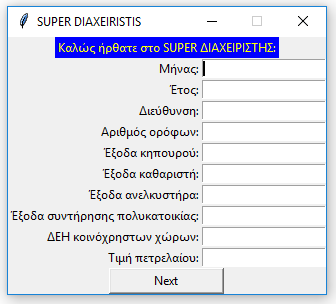 SUPER DIAXEIRISTIS
Καλώς ήρθατε στο SUPER ΔΙΑΧΕΙΡΙΣΤΗΣ:
Μήνας:
Έτος:
Διεύθυνση:
Αριθμός ορόφων:
Έξοδα κηπουρού:
Έξοδα καθαριστή:
Έξοδα ανελκυστήρα:
Έξοδα συντήρησης πολυκατοικίας:
ΔΕΗ κοινόχρηστων χώρων:
Τιμή πετρελαίου:
Next